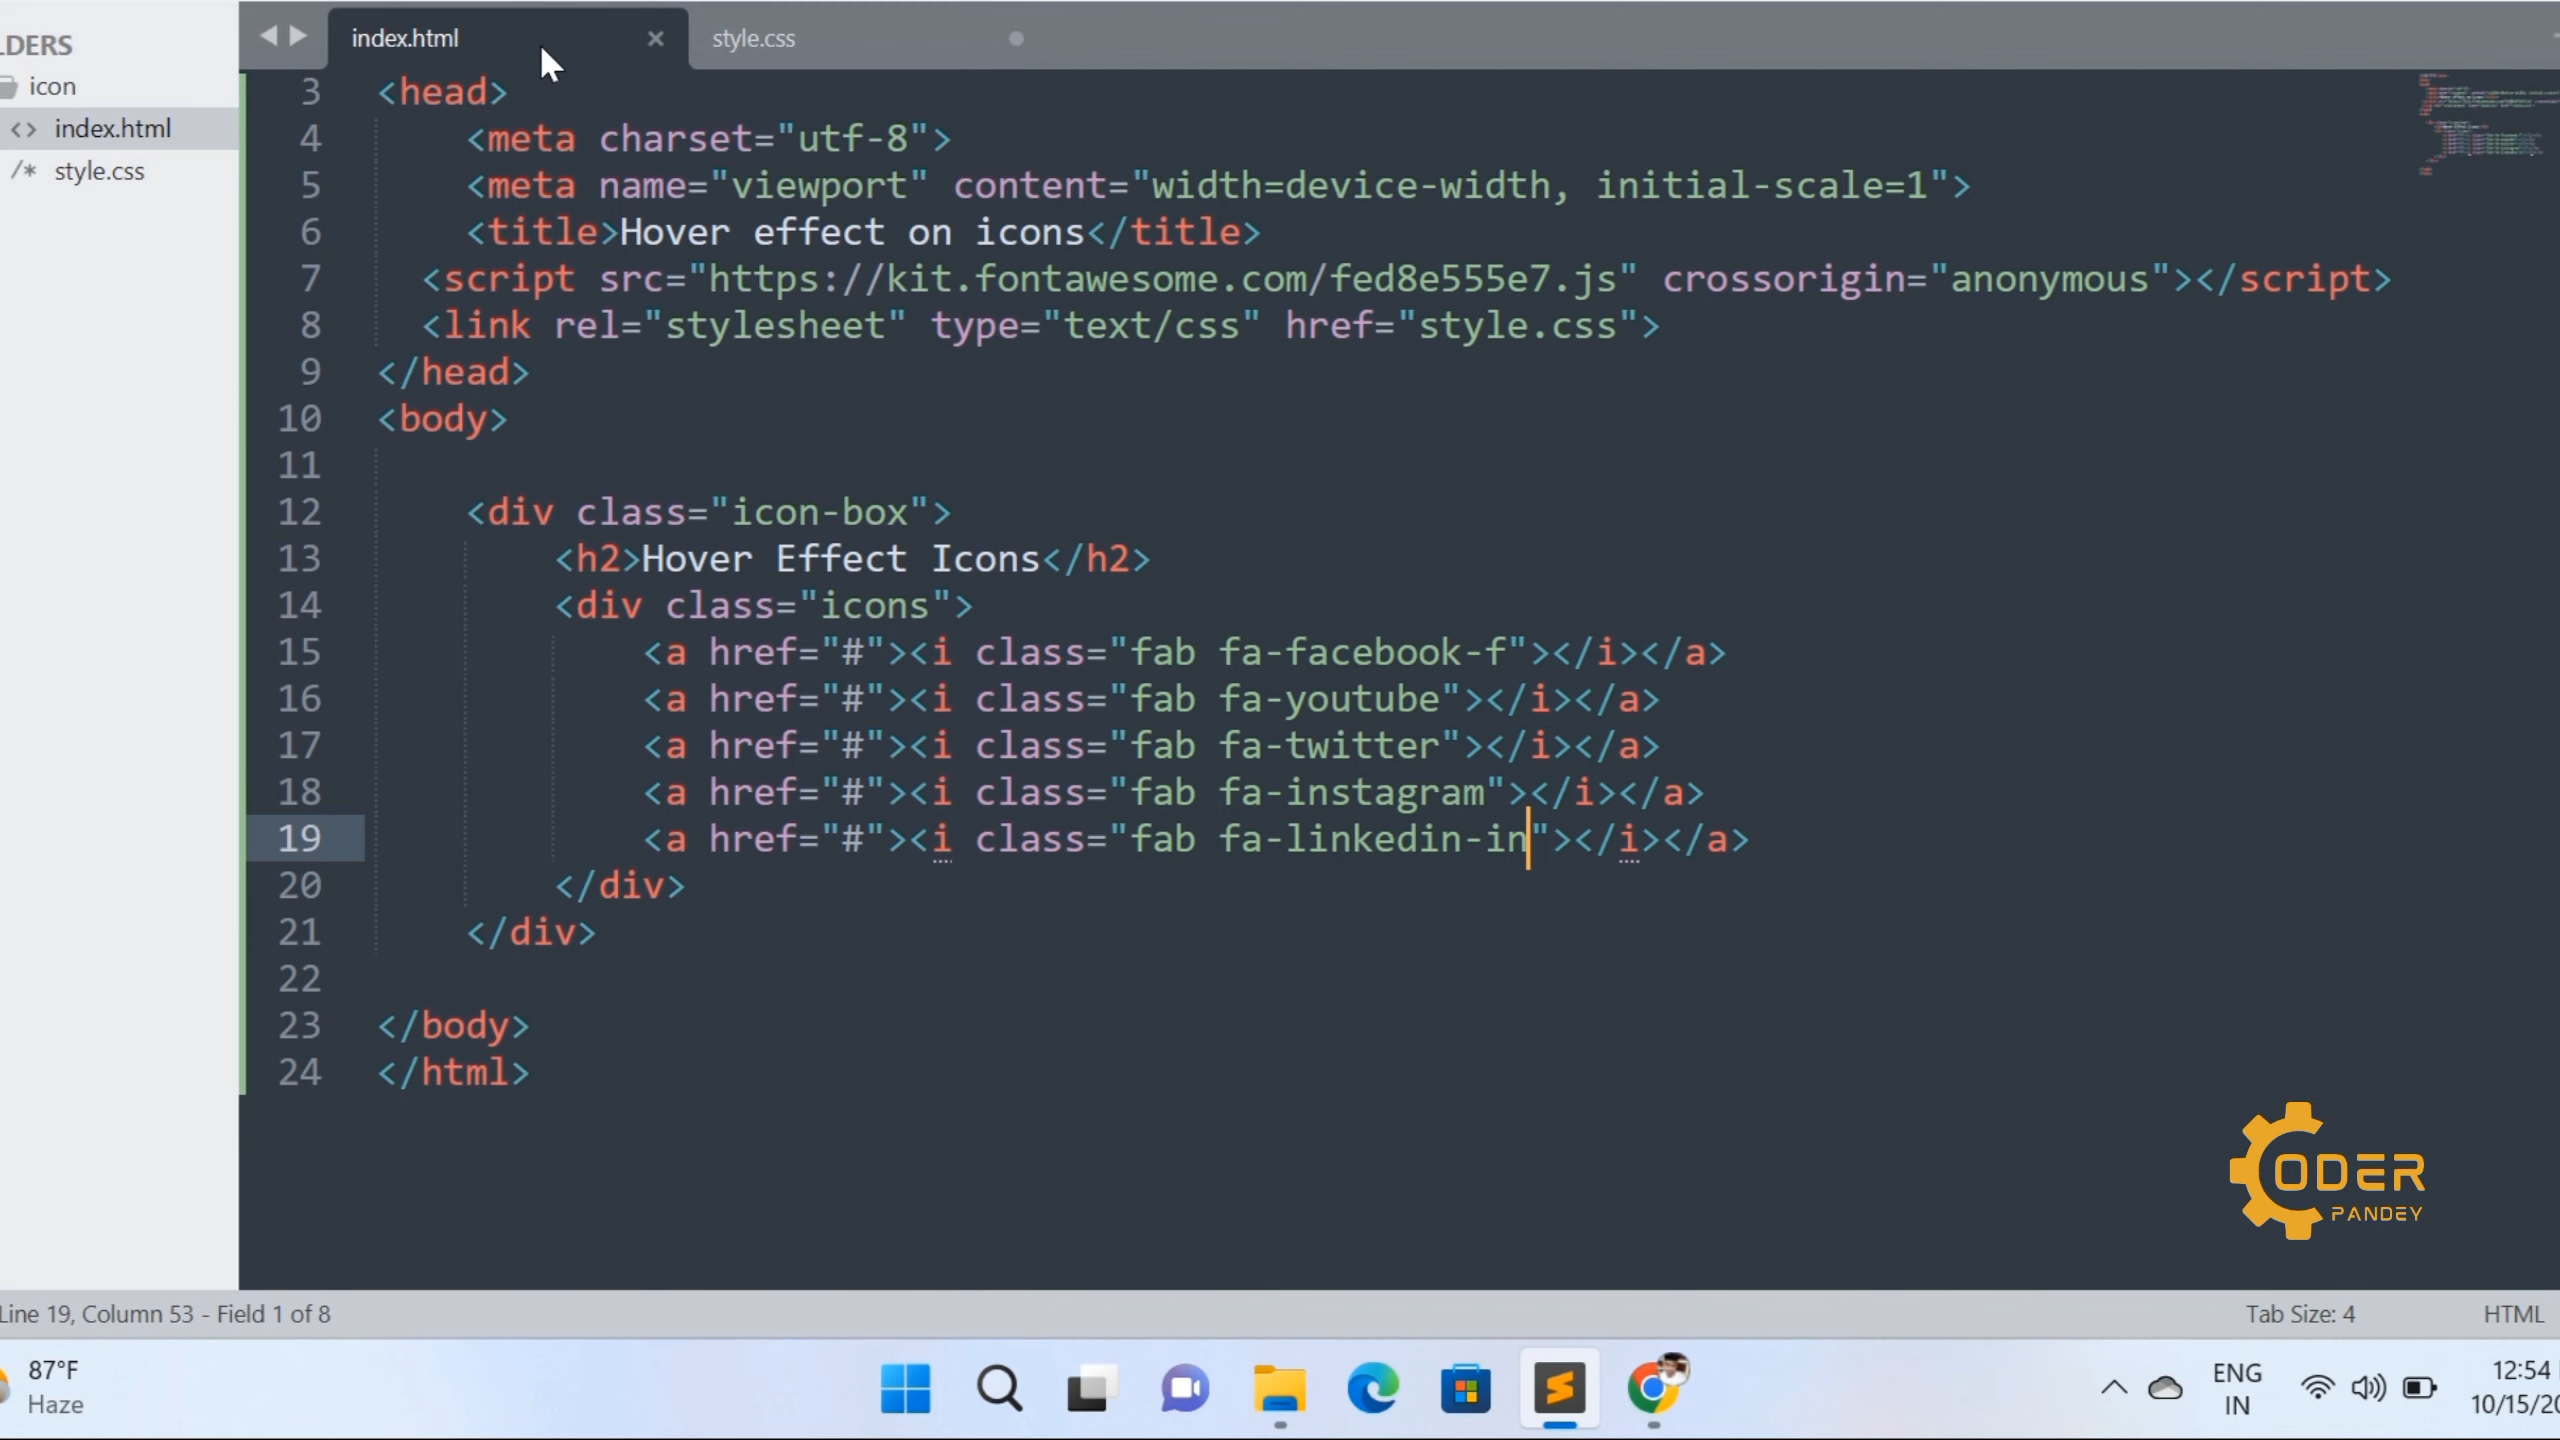 index.html × style.css
LDERS
icon
<> index.html
/* style.css
3 <head>
4 <meta charset="utf-8">
5 <meta name="viewport" content="width=device-width, initial-scale=1">
6 <title>Hover effect on icons</title>
7 <script src="https://kit.fontawesome.com/fed8e555e7.js" crossorigin="anonymous"></script>
8 <link rel="stylesheet" type="text/css" href="style.css">
9 </head>
10 <body>
11
12 <div class="icon-box">
13 <h2>Hover Effect Icons</h2>
14 <div class="icons">
15 <a href="#"><i class="fab fa-facebook-f"></i></a>
16 <a href="#"><i class="fab fa-youtube"></i></a>
17 <a href="#"><i class="fab fa-twitter"></i></a>
18 <a href="#"><i class="fab fa-instagram"></i></a>
19 <a href="#"><i class="fab fa-linkedin-in"></i></a>
20 </div>
21 </div>
22
23 </body>
24 </html>
CODER
PANDEY
Line 19, Column 53 - Field 1 of 8 Tab Size: 4 HTML
87°F
Haze
ENG
IN
12:54
10/15/20